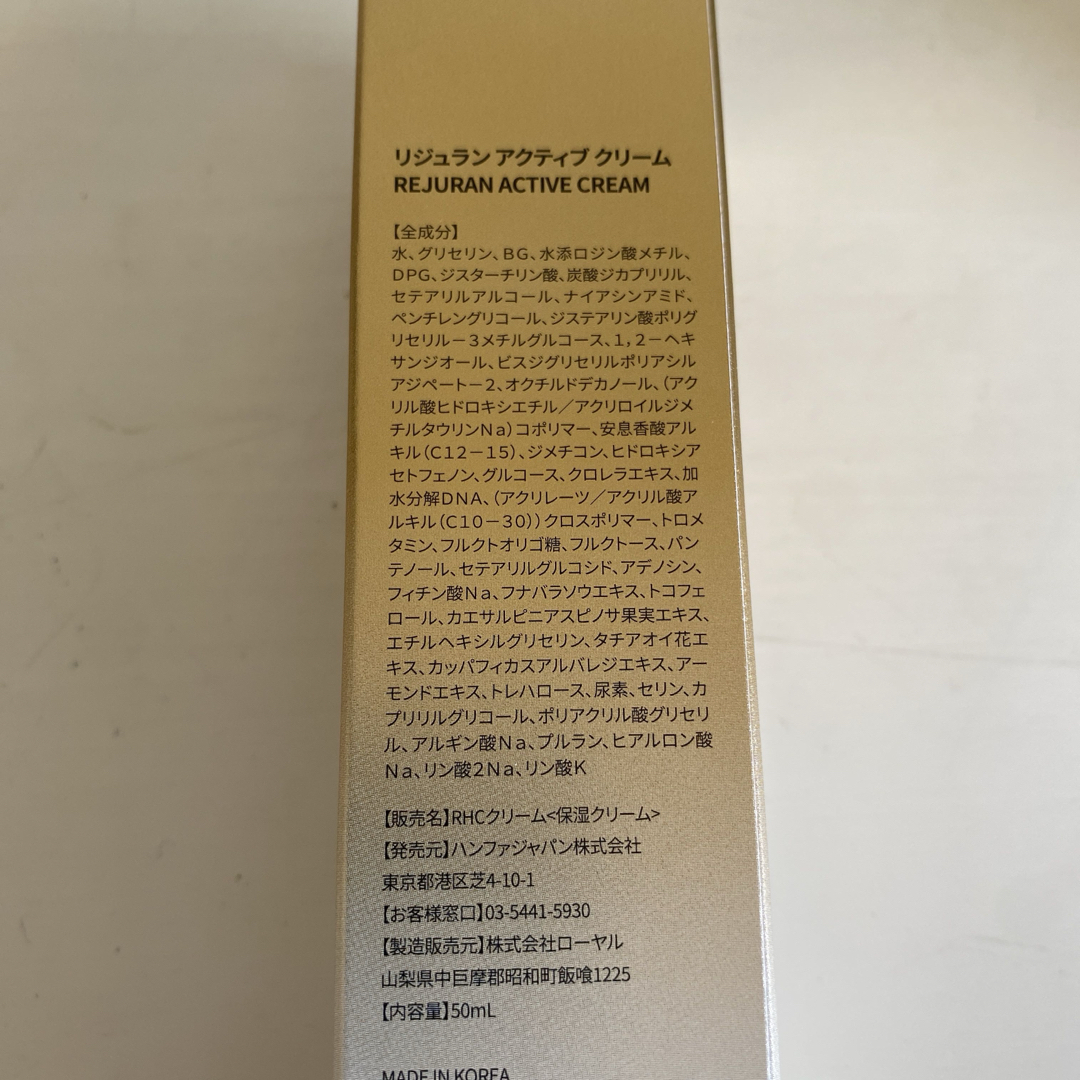 リジュラン アクティブ クリーム
REJURAN ACTIVE CREAM
【全成分】
水、グリセリン、BG、水添ロジン酸メチル、
DPG、ジスターチリン酸、炭酸ジカプリリル、
セテアリルアルコール、ナイアシンアミド、
ペンチレングリコール、ジステアリン酸ポリグ
リセリル－3メチルグルコース、1，2－ヘキ
サンジオール、ビスジグリセリルポリアシル
アジペート－2、オクチルドデカノール、（アク
リル酸ヒドロキシエチル／アクリロイルジメ
チルタウリンNa）コポリマー、安息香酸アル
キル（C12－15）、ジメチコン、ヒドロキシア
セトフェノン、グルコース、クロレラエキス、加
水分解DNA、（アクリレーツ／アクリル酸ア
ルキル（C10－30））クロスポリマー、トロメ
タミン、フルクトオリゴ糖、フルクトース、パン
テノール、セテアリルグルコシド、アデノシン、
フィチン酸Na、フナバラソウエキス、トコフェ
ロール、カエサルピニアスピノサ果実エキス、
エチルヘキシルグリセリン、タチアオイ花エ
キス、カッパフィカスアルバレジエキス、アー
モンドエキス、トレハロース、尿素、セリン、カ
プリリルグリコール、ポリアクリル酸グリセリ
ル、アルギン酸Na、プルラン、ヒアルロン酸
Na、リン酸2Na、リン酸K
【販売名】RHCクリーム<保湿クリーム>
【発売元】ハンファジャパン株式会社
東京都港区芝4-10-1
【お客様窓口】03-5441-5930
【製造販売元】株式会社ローヤル
山梨県中巨摩郡昭和町飯喰1225
【内容量】50mL
MADE IN KOREA